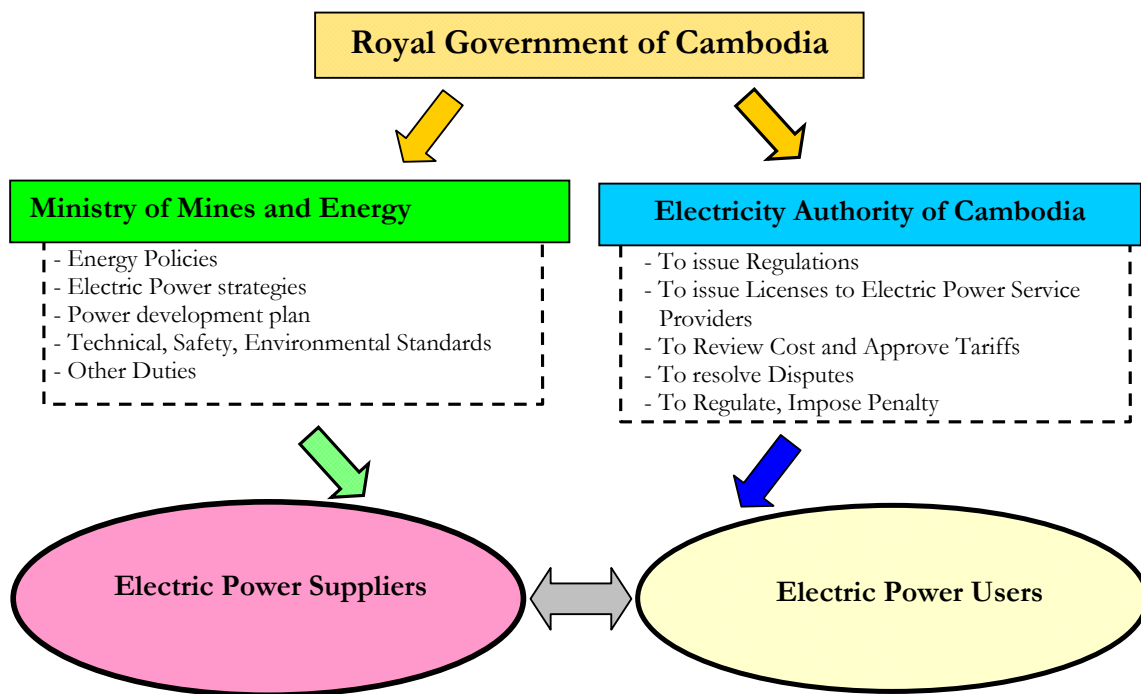 Royal Government of Cambodia
Ministry of Mines and Energy
- Energy Policies
- Electric Power strategies
- Power development plan
- Technical, Safety, Environmental Standards
- Other Duties
Electricity Authority of Cambodia
- To issue Regulations
- To issue Licenses to Electric Power Service
Providers
- To Review Cost and Approve Tariffs
- To resolve Disputes
- To Regulate, Impose Penalty
Electric Power Suppliers
Electric Power Users